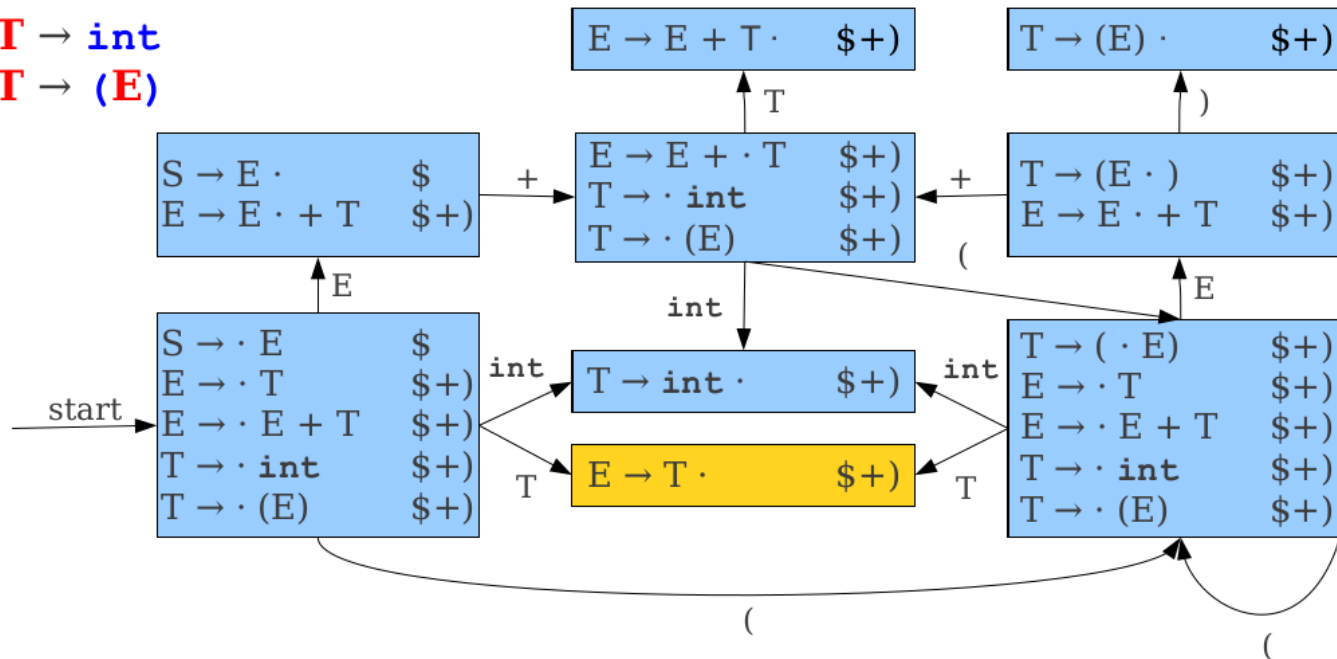 T → int
T → (E)
E → E + T · $+)
T → (E) · $+)
T
)
S → E · $
E → E · + T $+)
+
E → E + · T $+)
T → · int $+)
T → · (E) $+)
+
T → (E · ) $+)
E → E · + T $+)
E
int
(
E
S → · E $
E → · T $+)
E → · E + T $+)
T → · int $+)
T → · (E) $+)
start
int
T
T → int · $+)
E → T · $+)
int
T
T → ( · E) $+)
E → · T $+)
E → · E + T $+)
T → · int $+)
T → · (E) $+)
(
(